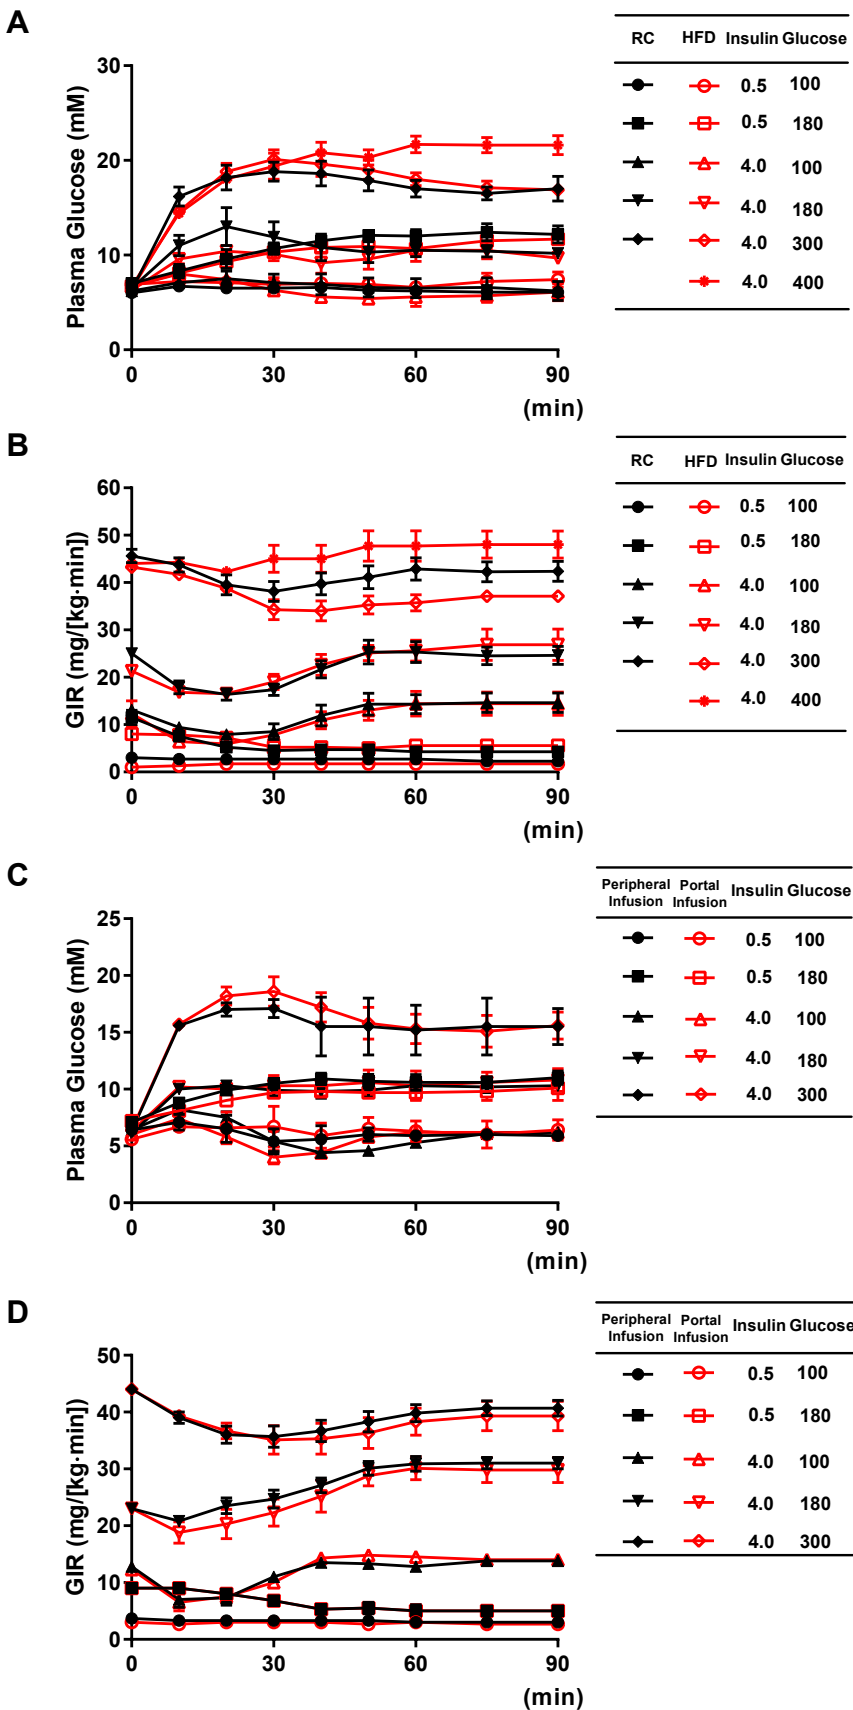 A
RC HFD Insulin Glucose
0.5 100
0.5 180
4.0 100
4.0 180
4.0 300
4.0 400
Plasma Glucose (mM)
30
20
10
0
0 30 60 90
(min)
B
RC HFD Insulin Glucose
0.5 100
0.5 180
4.0 100
4.0 180
4.0 300
4.0 400
GIR (mg/[kg·min])
60
50
40
30
20
10
0
0 30 60 90
(min)
C
Peripheral Infusion Portal Infusion Insulin Glucose
0.5 100
0.5 180
4.0 100
4.0 180
4.0 300
Plasma Glucose (mM)
25
20
15
10
5
0
0 30 60 90
(min)
D
Peripheral Infusion Portal Infusion Insulin Glucose
0.5 100
0.5 180
4.0 100
4.0 180
4.0 300
GIR (mg/[kg·min])
50
40
30
20
10
0
0 30 60 90
(min)